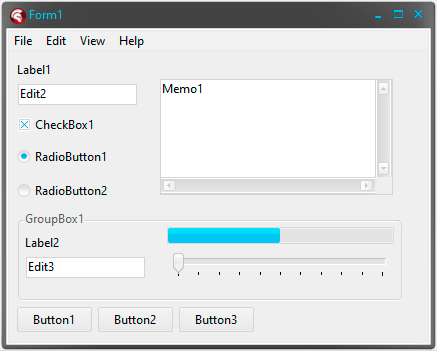 Form1
File Edit View Help
Label1
Edit2
Memo1
CheckBox1
RadioButton1
RadioButton2
GroupBox1
Label2
Edit3
Button1 Button2 Button3